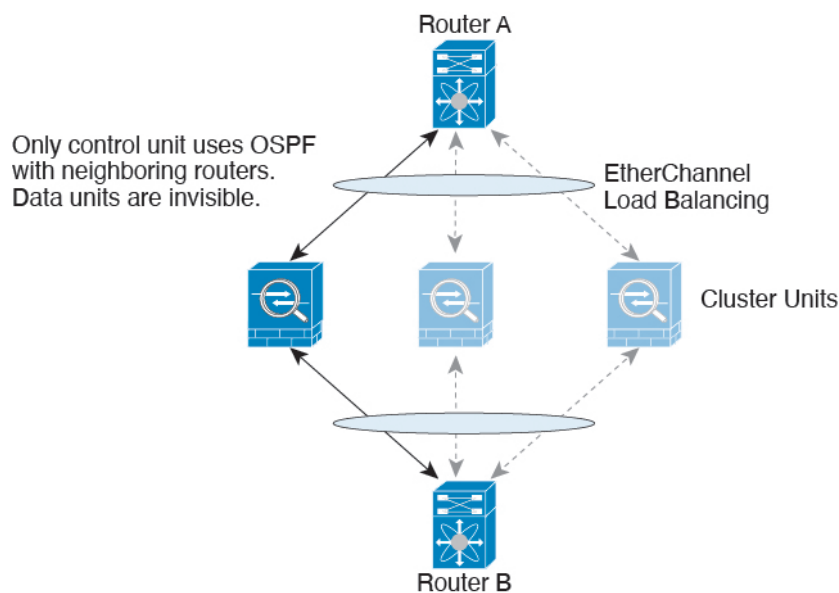 Router A
Only control unit uses OSPF
with neighboring routers.
Data units are invisible.
EtherChannel
Load Balancing
Cluster Units
Router B